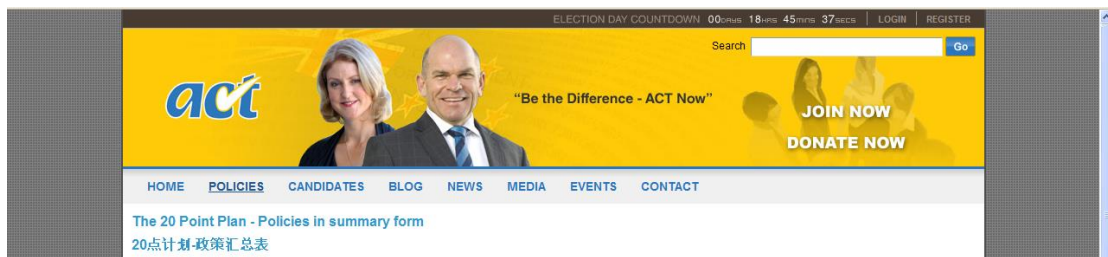 ELECTION DAY COUNTDOWN 00DAYS 18HRS 45mins 37secs | LOGIN | REGISTER
Search Go
act
"Be the Difference - ACT Now"
JOIN NOW
DONATE NOW
HOME POLICIES CANDIDATES BLOG NEWS MEDIA EVENTS CONTACT
The 20 Point Plan - Policies in summary form
20点计划-政策汇总表